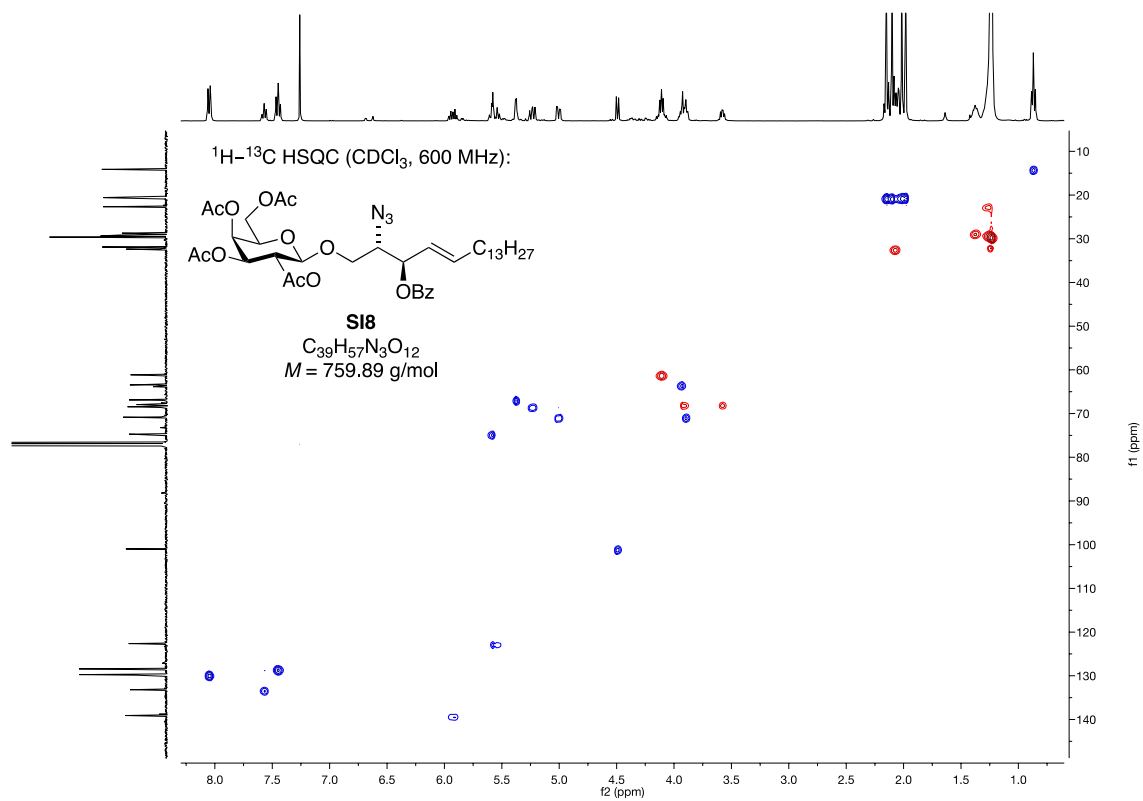 ¹H–¹³C HSQC (CDCl₃, 600 MHz):
OAc
AcO
N₃
O
AcO
O
C₁₃H₂₇
AcO
OBz
SI8
C₃₉H₅₇N₃O₁₂
M = 759.89 g/mol
10
20
30
40
50
60
70
80
90
100
110
120
130
140
f1 (ppm)
8.0 7.5 7.0 6.5 6.0 5.5 5.0 4.5 4.0 3.5 3.0 2.5 2.0 1.5 1.0
f2 (ppm)